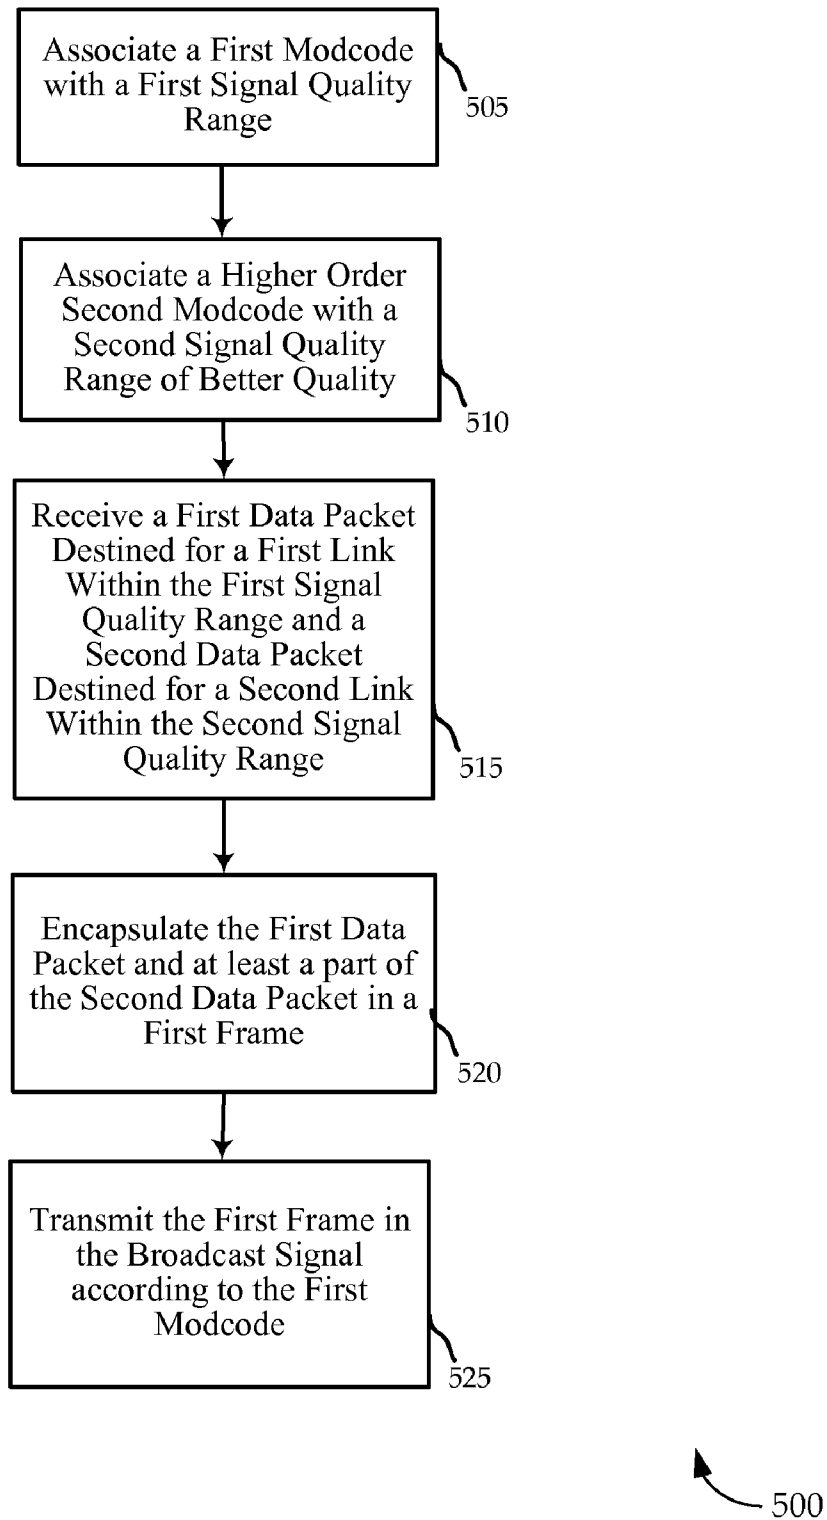 Associate a First Modcode
with a First Signal Quality
Range
505
Associate a Higher Order
Second Modcode with a
Second Signal Quality
Range of Better Quality
510
Receive a First Data Packet
Destined for a First Link
Within the First Signal
Quality Range and a
Second Data Packet
Destined for a Second Link
Within the Second Signal
Quality Range
515
Encapsulate the First Data
Packet and at least a part of
the Second Data Packet in a
First Frame
520
Transmit the First Frame in
the Broadcast Signal
according to the First
Modcode
525
500